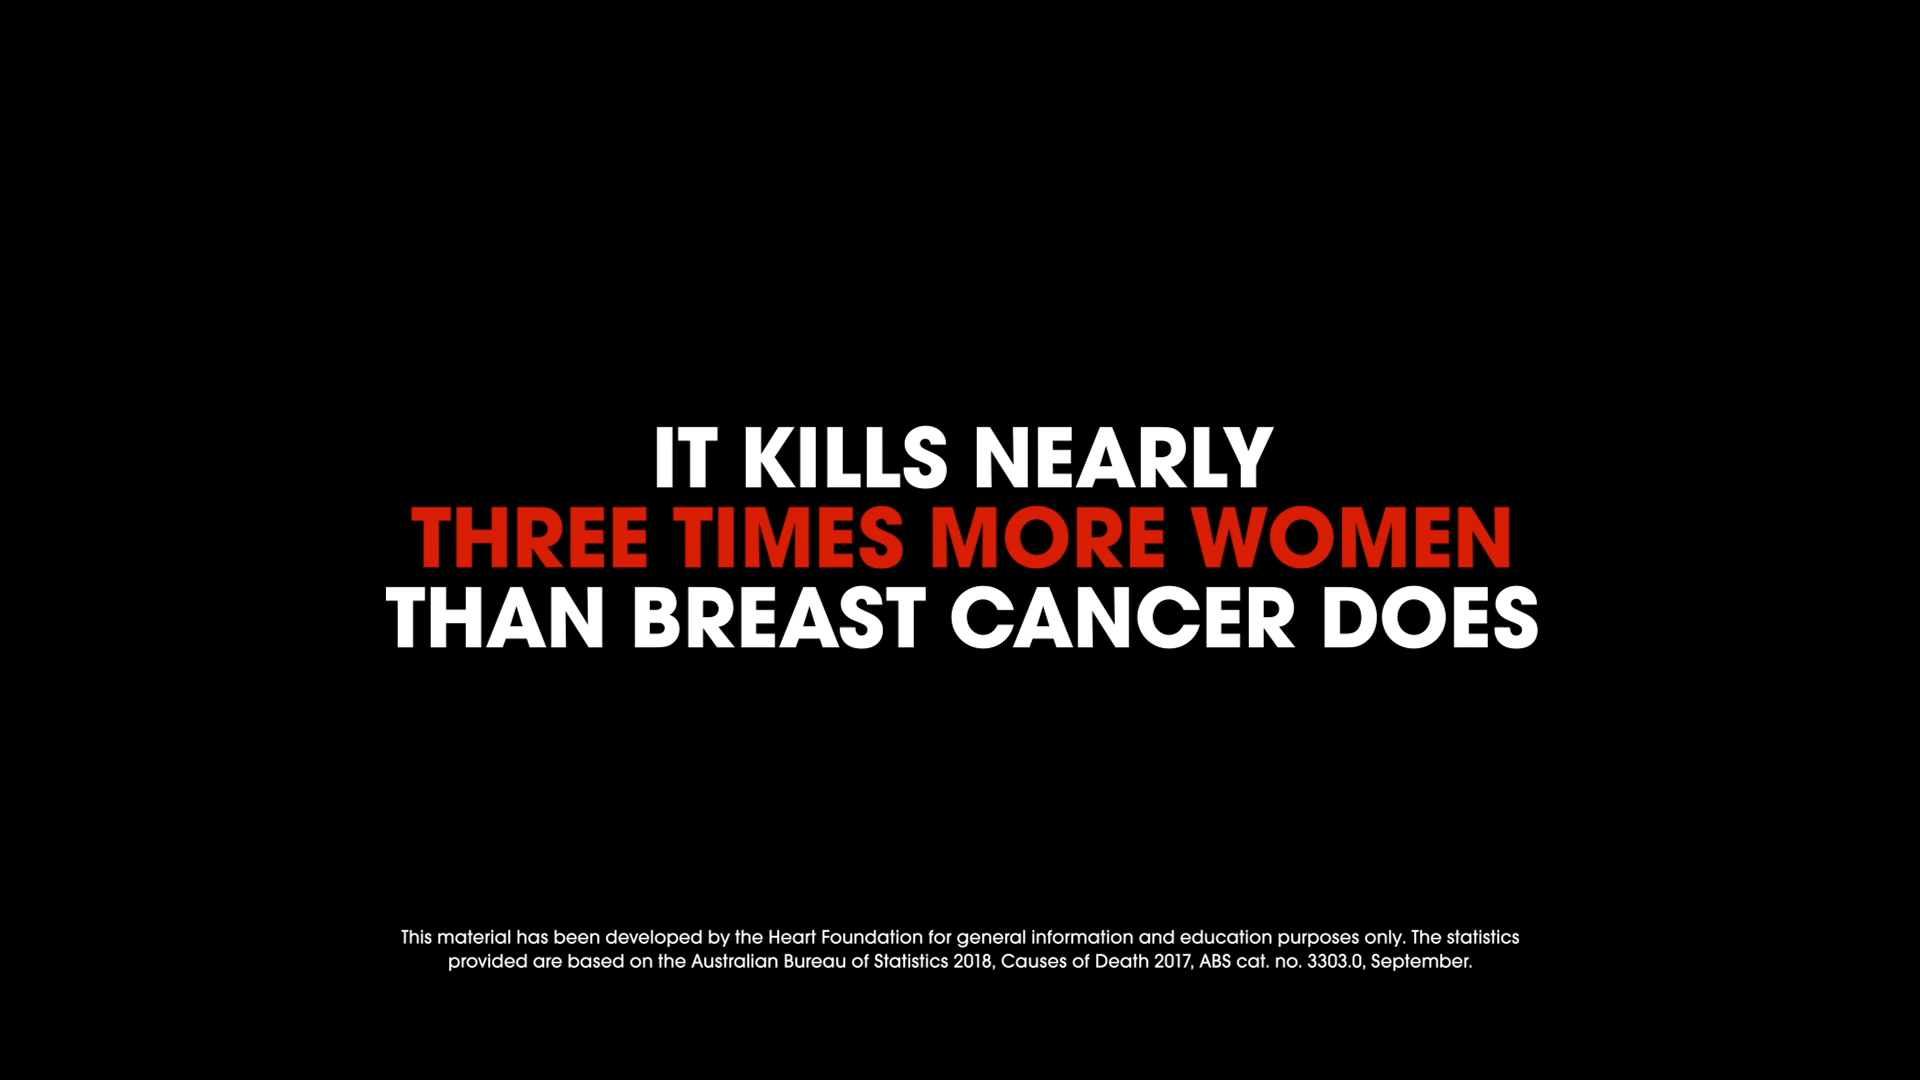 IT KILLS NEARLY
THREE TIMES MORE WOMEN
THAN BREAST CANCER DOES
This material has been developed by the Heart Foundation for general information and education purposes only. The statistics
provided are based on the Australian Bureau of Statistics 2018, Causes of Death 2017, ABS cat. no. 3303.0, September.